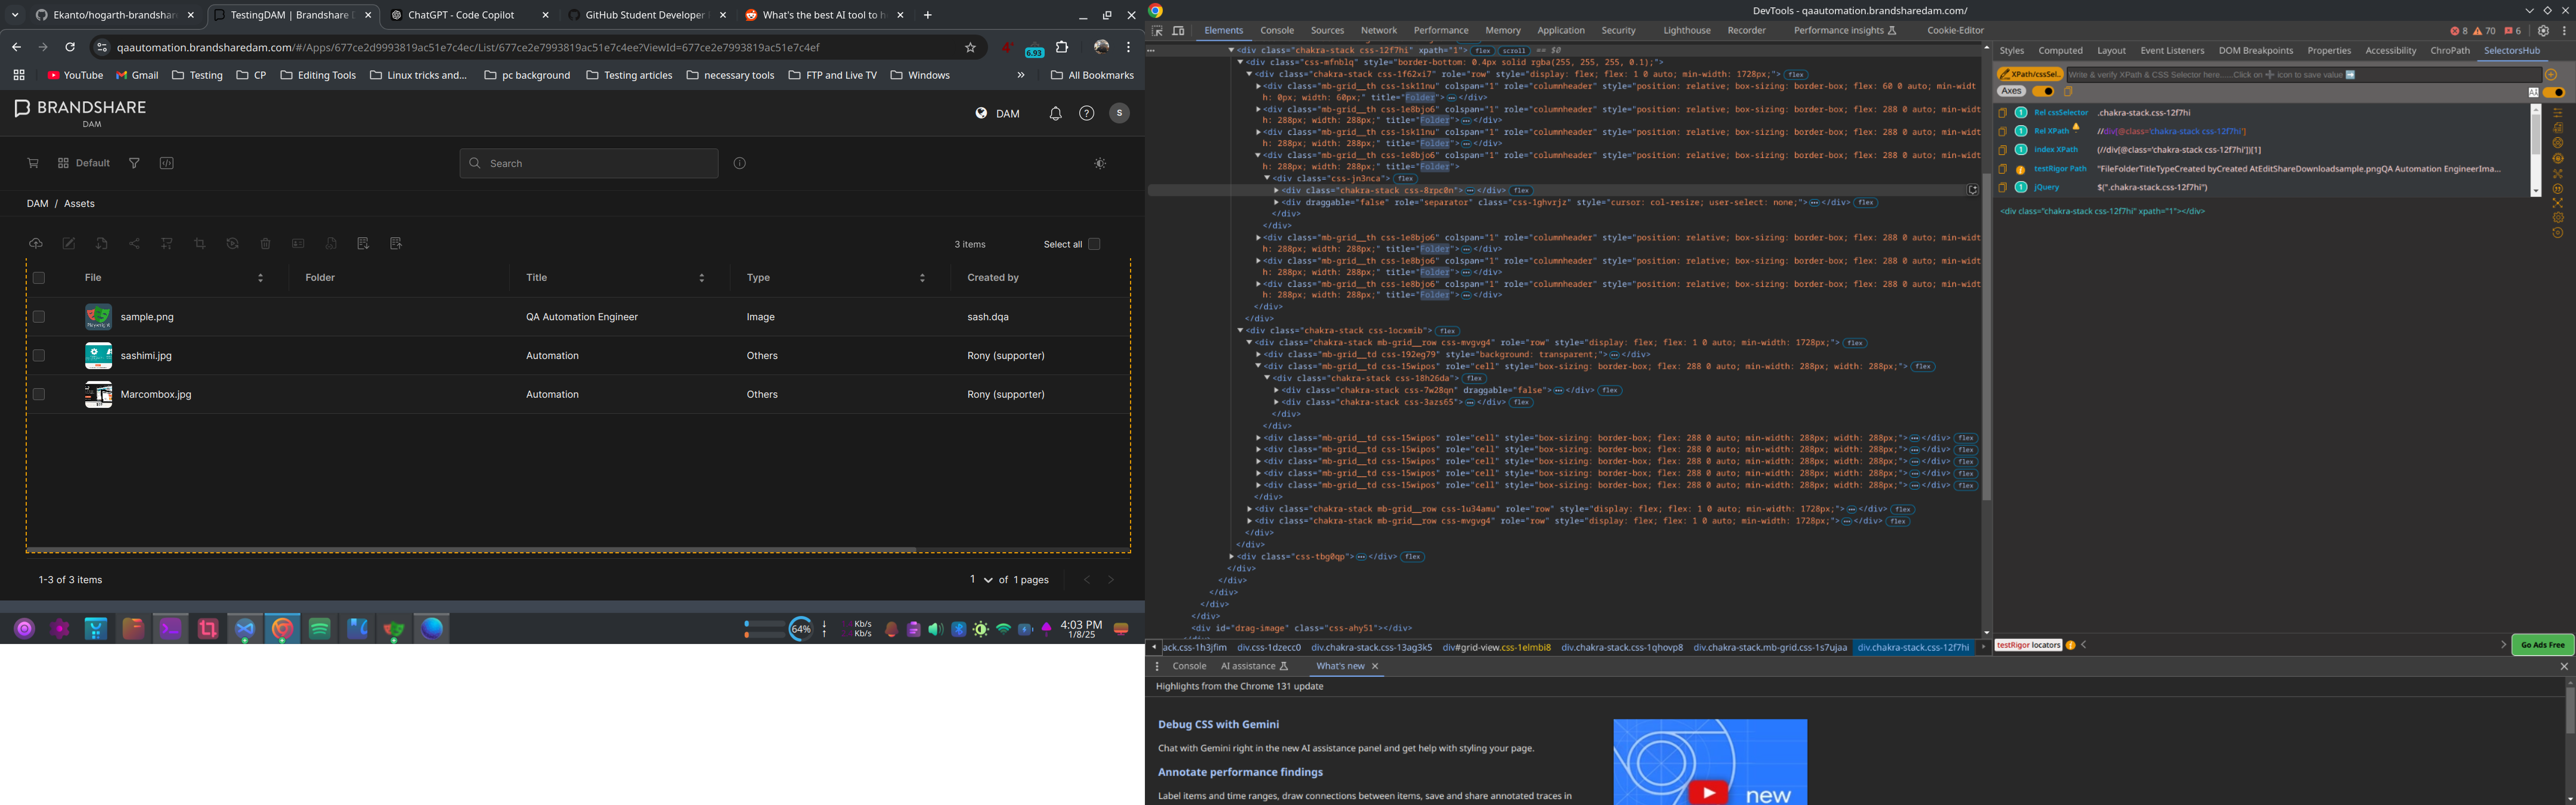 Ekanto/hogarth-brandshan
TestingDAM | Brandshare D
ChatGPT - Code Copilot
GitHub Student Developer
What's the best AI tool to h
qaautomation.brandsharedam.com/#/Apps/677ce2d9993819ac51e7c4ec/List/677ce2e7993819ac51e7c4ee?ViewId=677ce2e7993819ac51e7c4ef
6.93
YouTube
Gmail
Testing
CP
Editing Tools
Linux tricks and...
pc background
Testing articles
necessary tools
FTP and Live TV
Windows
»
All Bookmarks
BRANDSHARE
DAM
DAM
S
Default
Search
DAM / Assets
3 items
Select all
File
Folder
Title
Type
Created by
sample.png
QA Automation Engineer
Image
sash.dqa
sashimi.jpg
Automation
Others
Rony (supporter)
Marcombox.jpg
Automation
Others
Rony (supporter)
1-3 of 3 items
1 of 1 pages
64%
Kb/s
Kb/s
4:03 PM
1/8/25
DevTools - qaautomation.brandsharedam.com/
Elements
Console
Sources
Network
Performance
Memory
Application
Security
Lighthouse
Recorder
Performance insights
Cookie-Editor
8
70
6
<div class="chakra-stack css-12f7hi" xpath="1"> flex scroll == $0
<div class="css-mfnblq" style="border-bottom: 0.4px solid rgba(255, 255, 255, 0.1);">
<div class="chakra-stack css-1f62xi7" role="row" style="display: flex; flex: 1 0 auto; min-width: 1728px;"> flex
<div class="mb-grid__th css-1sk11nu" colspan="1" role="columnheader" style="position: relative; box-sizing: border-box; flex: 60 0 auto; min-widt
h: 0px; width: 60px;" title="Folder"> … </div>
<div class="mb-grid__th css-1e8bjo6" colspan="1" role="columnheader" style="position: relative; box-sizing: border-box; flex: 288 0 auto; min-widt
h: 288px; width: 288px;" title="Folder"> … </div>
<div class="mb-grid__th css-1sk11nu" colspan="1" role="columnheader" style="position: relative; box-sizing: border-box; flex: 288 0 auto; min-widt
h: 288px; width: 288px;" title="Folder"> … </div>
<div class="mb-grid__th css-1e8bjo6" colspan="1" role="columnheader" style="position: relative; box-sizing: border-box; flex: 288 0 auto; min-widt
h: 288px; width: 288px;" title="Folder">
<div class="css-jn3nca"> flex
<div class="chakra-stack css-8rpc0n"> … </div> flex
<div draggable="false" role="separator" class="css-1ghvrjz" style="cursor: col-resize; user-select: none;"> … </div> flex
</div>
</div>
<div class="mb-grid__th css-1e8bjo6" colspan="1" role="columnheader" style="position: relative; box-sizing: border-box; flex: 288 0 auto; min-widt
h: 288px; width: 288px;" title="Folder"> … </div>
<div class="mb-grid__th css-1e8bjo6" colspan="1" role="columnheader" style="position: relative; box-sizing: border-box; flex: 288 0 auto; min-widt
h: 288px; width: 288px;" title="Folder"> … </div>
<div class="mb-grid__th css-1e8bjo6" colspan="1" role="columnheader" style="position: relative; box-sizing: border-box; flex: 288 0 auto; min-widt
h: 288px; width: 288px;" title="Folder"> … </div>
</div>
</div>
<div class="chakra-stack css-1ocxmib"> flex
<div class="chakra-stack mb-grid__row css-mvgvg4" role="row" style="display: flex; flex: 1 0 auto; min-width: 1728px;"> flex
<div class="mb-grid__td css-192eg79" style="background: transparent;"> … </div>
<div class="mb-grid__td css-15wipos" role="cell" style="box-sizing: border-box; flex: 288 0 auto; min-width: 288px; width: 288px;"> flex
<div class="chakra-stack css-18h26da"> flex
<div class="chakra-stack css-7w28qn" draggable="false"> … </div> flex
<div class="chakra-stack css-3azs65"> … </div> flex
</div>
</div>
<div class="mb-grid__td css-15wipos" role="cell" style="box-sizing: border-box; flex: 288 0 auto; min-width: 288px; width: 288px;"> … </div> flex
<div class="mb-grid__td css-15wipos" role="cell" style="box-sizing: border-box; flex: 288 0 auto; min-width: 288px; width: 288px;"> … </div> flex
<div class="mb-grid__td css-15wipos" role="cell" style="box-sizing: border-box; flex: 288 0 auto; min-width: 288px; width: 288px;"> … </div> flex
<div class="mb-grid__td css-15wipos" role="cell" style="box-sizing: border-box; flex: 288 0 auto; min-width: 288px; width: 288px;"> … </div> flex
<div class="mb-grid__td css-15wipos" role="cell" style="box-sizing: border-box; flex: 288 0 auto; min-width: 288px; width: 288px;"> … </div> flex
</div>
<div class="chakra-stack mb-grid__row css-1u34amu" role="row" style="display: flex; flex: 1 0 auto; min-width: 1728px;"> … </div> flex
<div class="chakra-stack mb-grid__row css-mvgvg4" role="row" style="display: flex; flex: 1 0 auto; min-width: 1728px;"> … </div> flex
</div>
</div>
<div class="css-tbg0qp"> … </div> flex
</div>
</div>
</div>
</div>
</div>
<div id="drag-image" class="css-ahy51"></div>
ack.css-1h3jfim
div.css-1dzecc0
div.chakra-stack.css-13ag3k5
div#grid-view.css-1elmbi8
div.chakra-stack.css-1qhovp8
div.chakra-stack.mb-grid.css-1s7ujaa
div.chakra-stack.css-12f7hi
Styles
Computed
Layout
Event Listeners
DOM Breakpoints
Properties
Accessibility
ChroPath
SelectorsHub
XPath/cssSel..
Write & verify XPath & CSS Selector here......Click on icon to save value
Axes
1 Rel cssSelector .chakra-stack.css-12f7hi
1 Rel XPath //div[@class='chakra-stack css-12f7hi']
1 index XPath (//div[@class='chakra-stack css-12f7hi'])[1]
testRigor Path "FileFolderTitleTypeCreated byCreated AtEditShareDownloadsample.pngQA Automation EngineerIma...
1 jQuery $(".chakra-stack.css-12f7hi")
<div class="chakra-stack css-12f7hi" xpath="1"></div>
testRigor locators
Go Ads Free
Console
AI assistance
What's new
Highlights from the Chrome 131 update
Debug CSS with Gemini
Chat with Gemini right in the new AI assistance panel and get help with styling your page.
Annotate performance findings
Label items and time ranges, draw connections between items, save and share annotated traces in
new